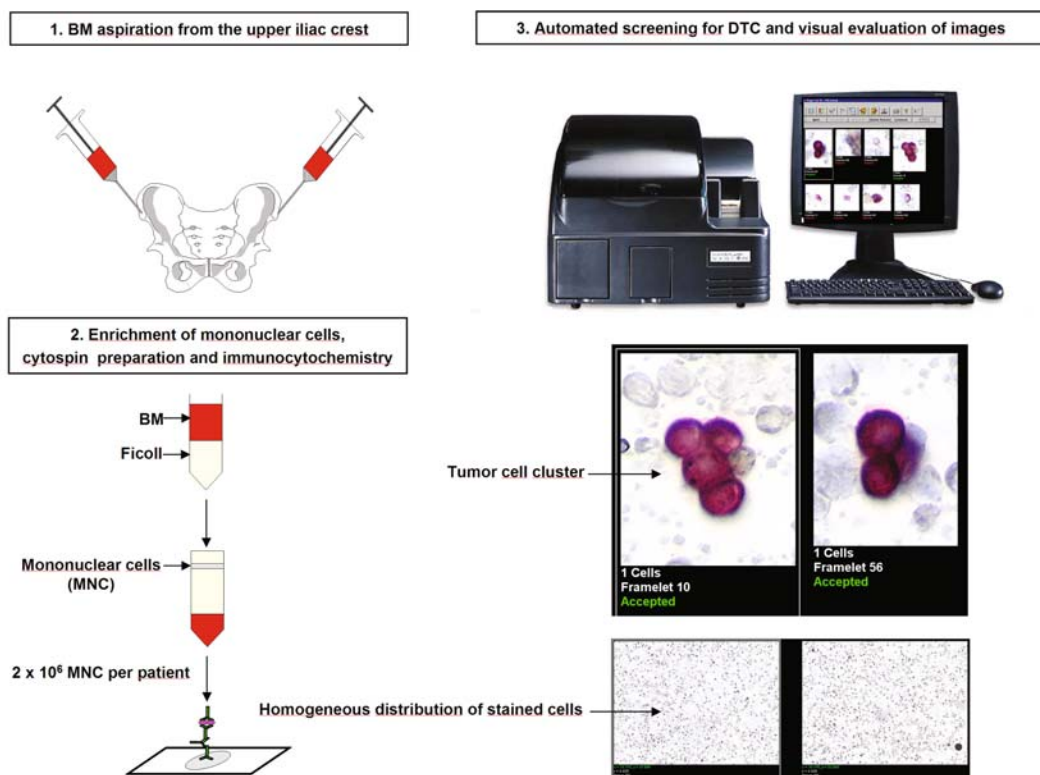 1. BM aspiration from the upper iliac crest
2. Enrichment of mononuclear cells,
cytospin preparation and immunocytochemistry
BM
Ficoll
Mononuclear cells
(MNC)
2 x 10⁶ MNC per patient
3. Automated screening for DTC and visual evaluation of images
Tumor cell cluster
1 Cells
Framelet 10
Accepted
1 Cells
Framelet 56
Accepted
Homogeneous distribution of stained cells